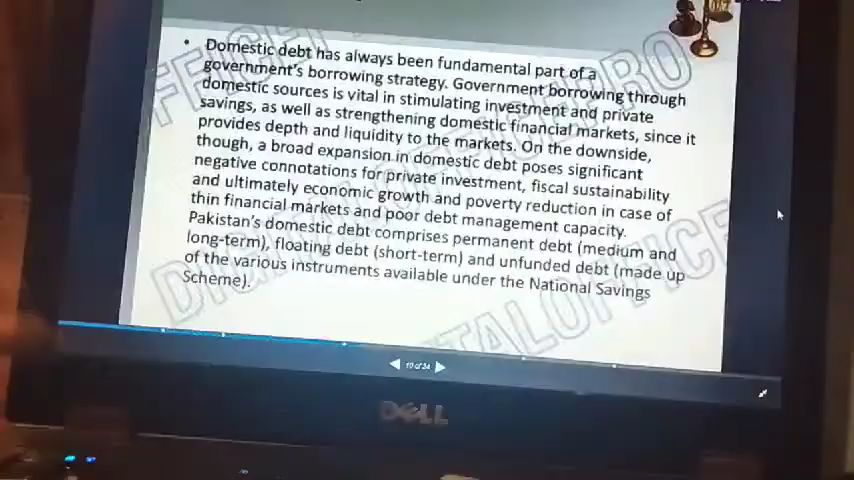 • Domestic debt has always been fundamental part of a
government's borrowing strategy. Government borrowing through
domestic sources is vital in stimulating investment and private
savings, as well as strengthening domestic financial markets, since it
provides depth and liquidity to the markets. On the downside,
though, a broad expansion in domestic debt poses significant
negative connotations for private investment, fiscal sustainability
and ultimately economic growth and poverty reduction in case of
thin financial markets and poor debt management capacity.
Pakistan's domestic debt comprises permanent debt (medium and
long-term), floating debt (short-term) and unfunded debt (made up
of the various instruments available under the National Savings
Scheme).
10 of 24
DELL